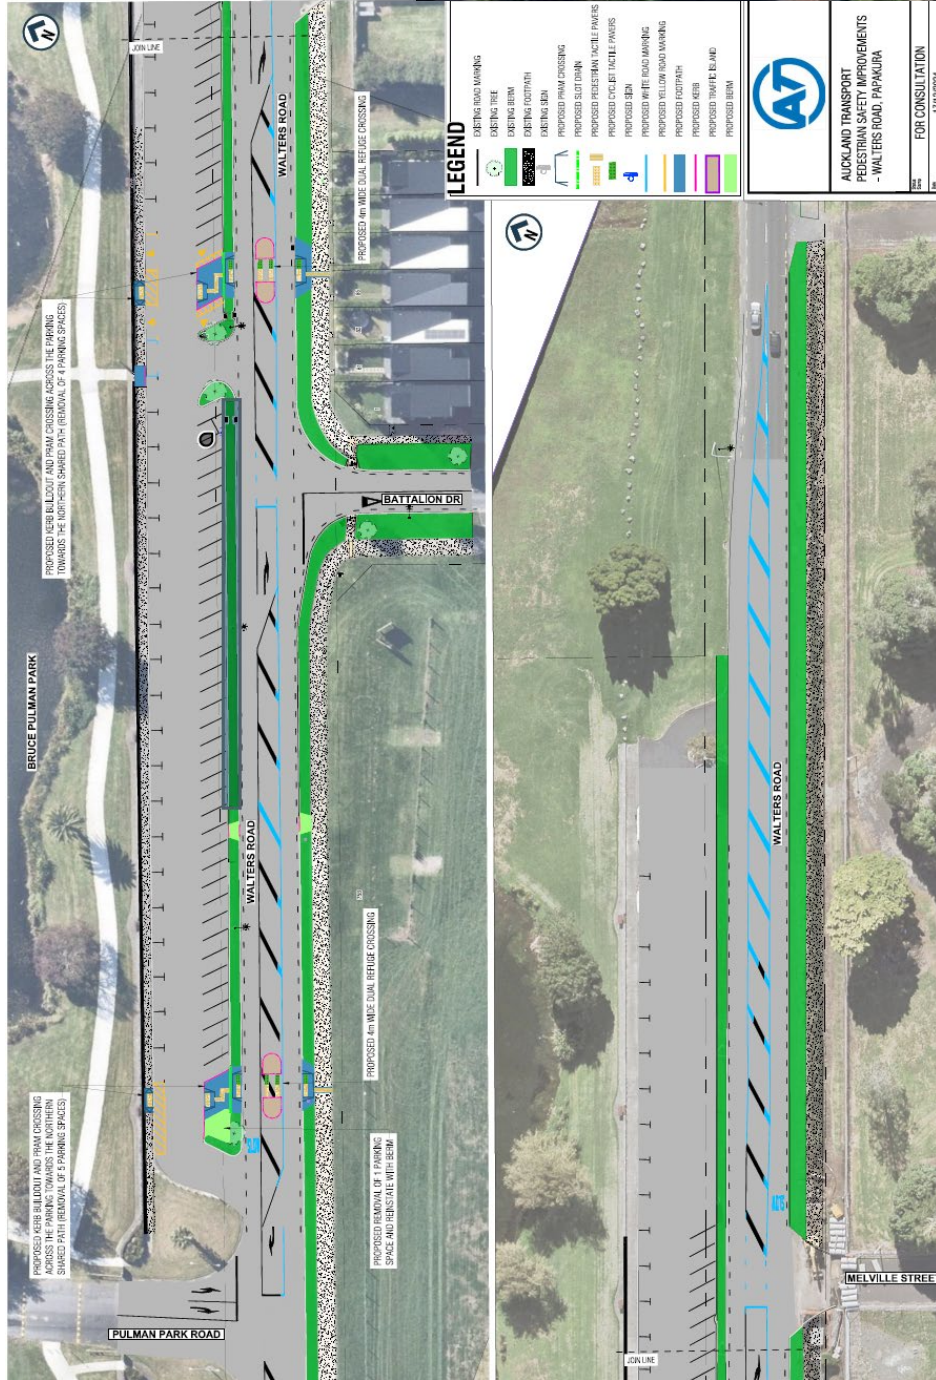 N
JOIN LINE
WALTERS ROAD
PROPOSED 4m WIDE DUAL REFUGE CROSSING
PROPOSED KERB BUILDOUT AND PRAM CROSSING ACROSS THE PARKING
TOWARDS THE NORTHERN SHARED PATH (REMOVAL OF 4 PARKING SPACES)
BATTALION DR
BRUCE PULMAN PARK
WALTERS ROAD
PROPOSED 4m WIDE DUAL REFUGE CROSSING
PROPOSED KERB BUILDOUT AND PRAM CROSSING
ACROSS THE PARKING TOWARDS THE NORTHERN
SHARED PATH (REMOVAL OF 5 PARKING SPACES)
PROPOSED REMOVAL OF 1 PARKING
SPACE AND REINSTATE WITH BERM
PULMAN PARK ROAD
LEGEND
EXISTING ROAD MARKING
EXISTING TREE
EXISTING BERM
EXISTING FOOTPATH
EXISTING SIGN
PROPOSED PRAM CROSSING
PROPOSED SLOT DRAIN
PROPOSED PEDESTRIAN TACTILE PAVERS
PROPOSED CYCLIST TACTILE PAVERS
PROPOSED SIGN
PROPOSED WHITE ROAD MARKING
PROPOSED YELLOW ROAD MARKING
PROPOSED FOOTPATH
PROPOSED KERB
PROPOSED TRAFFIC ISLAND
PROPOSED BERM
AT
AUCKLAND TRANSPORT
PEDESTRIAN SAFETY IMPROVEMENTS
- WALTERS ROAD, PAPAKURA
FOR CONSULTATION
N
WALTERS ROAD
MELVILLE STREET
JOIN LINE